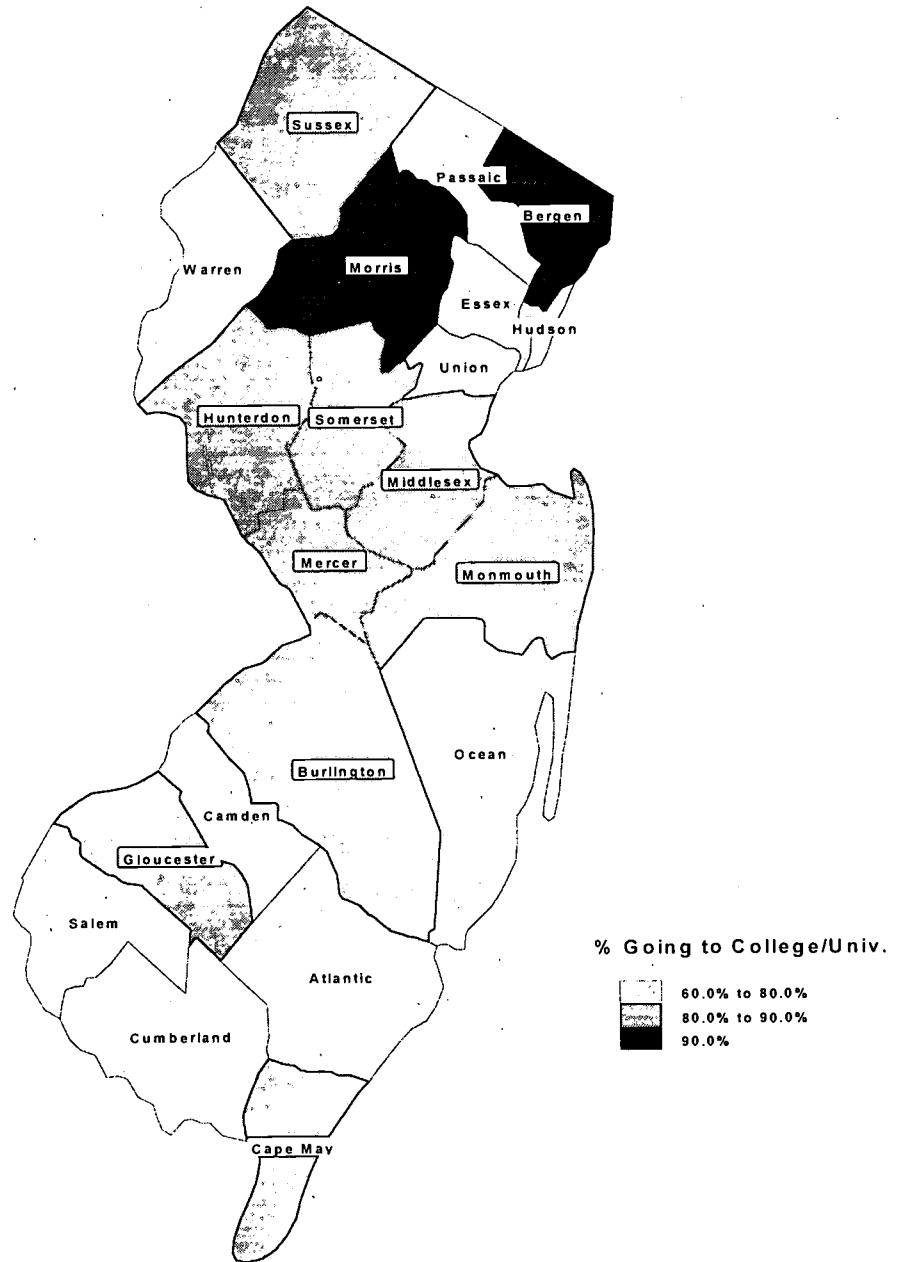 Sussex
Passaic
Bergen
Warren
Morris
Essex
Hudson
Union
Hunterdon
Somerset
Middlesex
Mercer
Monmouth
Ocean
Burlington
Camden
Gloucester
Salem
% Going to College/Univ.
Atlantic
60.0% to 80.0%
80.0% to 90.0%
Cumberland
90.0%
Cape May